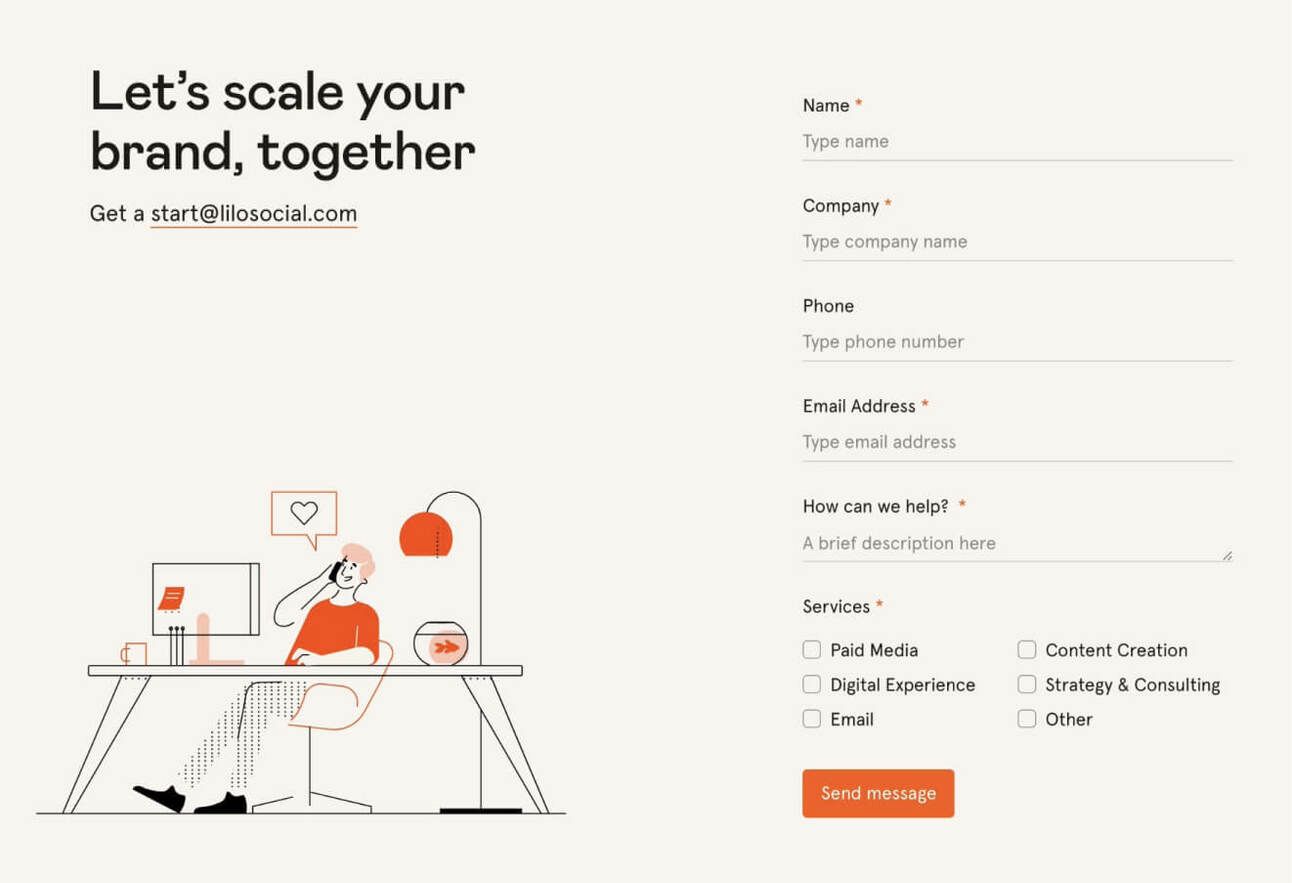 Let’s scale your
brand, together
Get a start@lilosocial.com
Name *
Type name
Company *
Type company name
Phone
Type phone number
Email Address *
Type email address
How can we help? *
A brief description here
Services *
Paid Media
Content Creation
Digital Experience
Strategy & Consulting
Email
Other
Send message